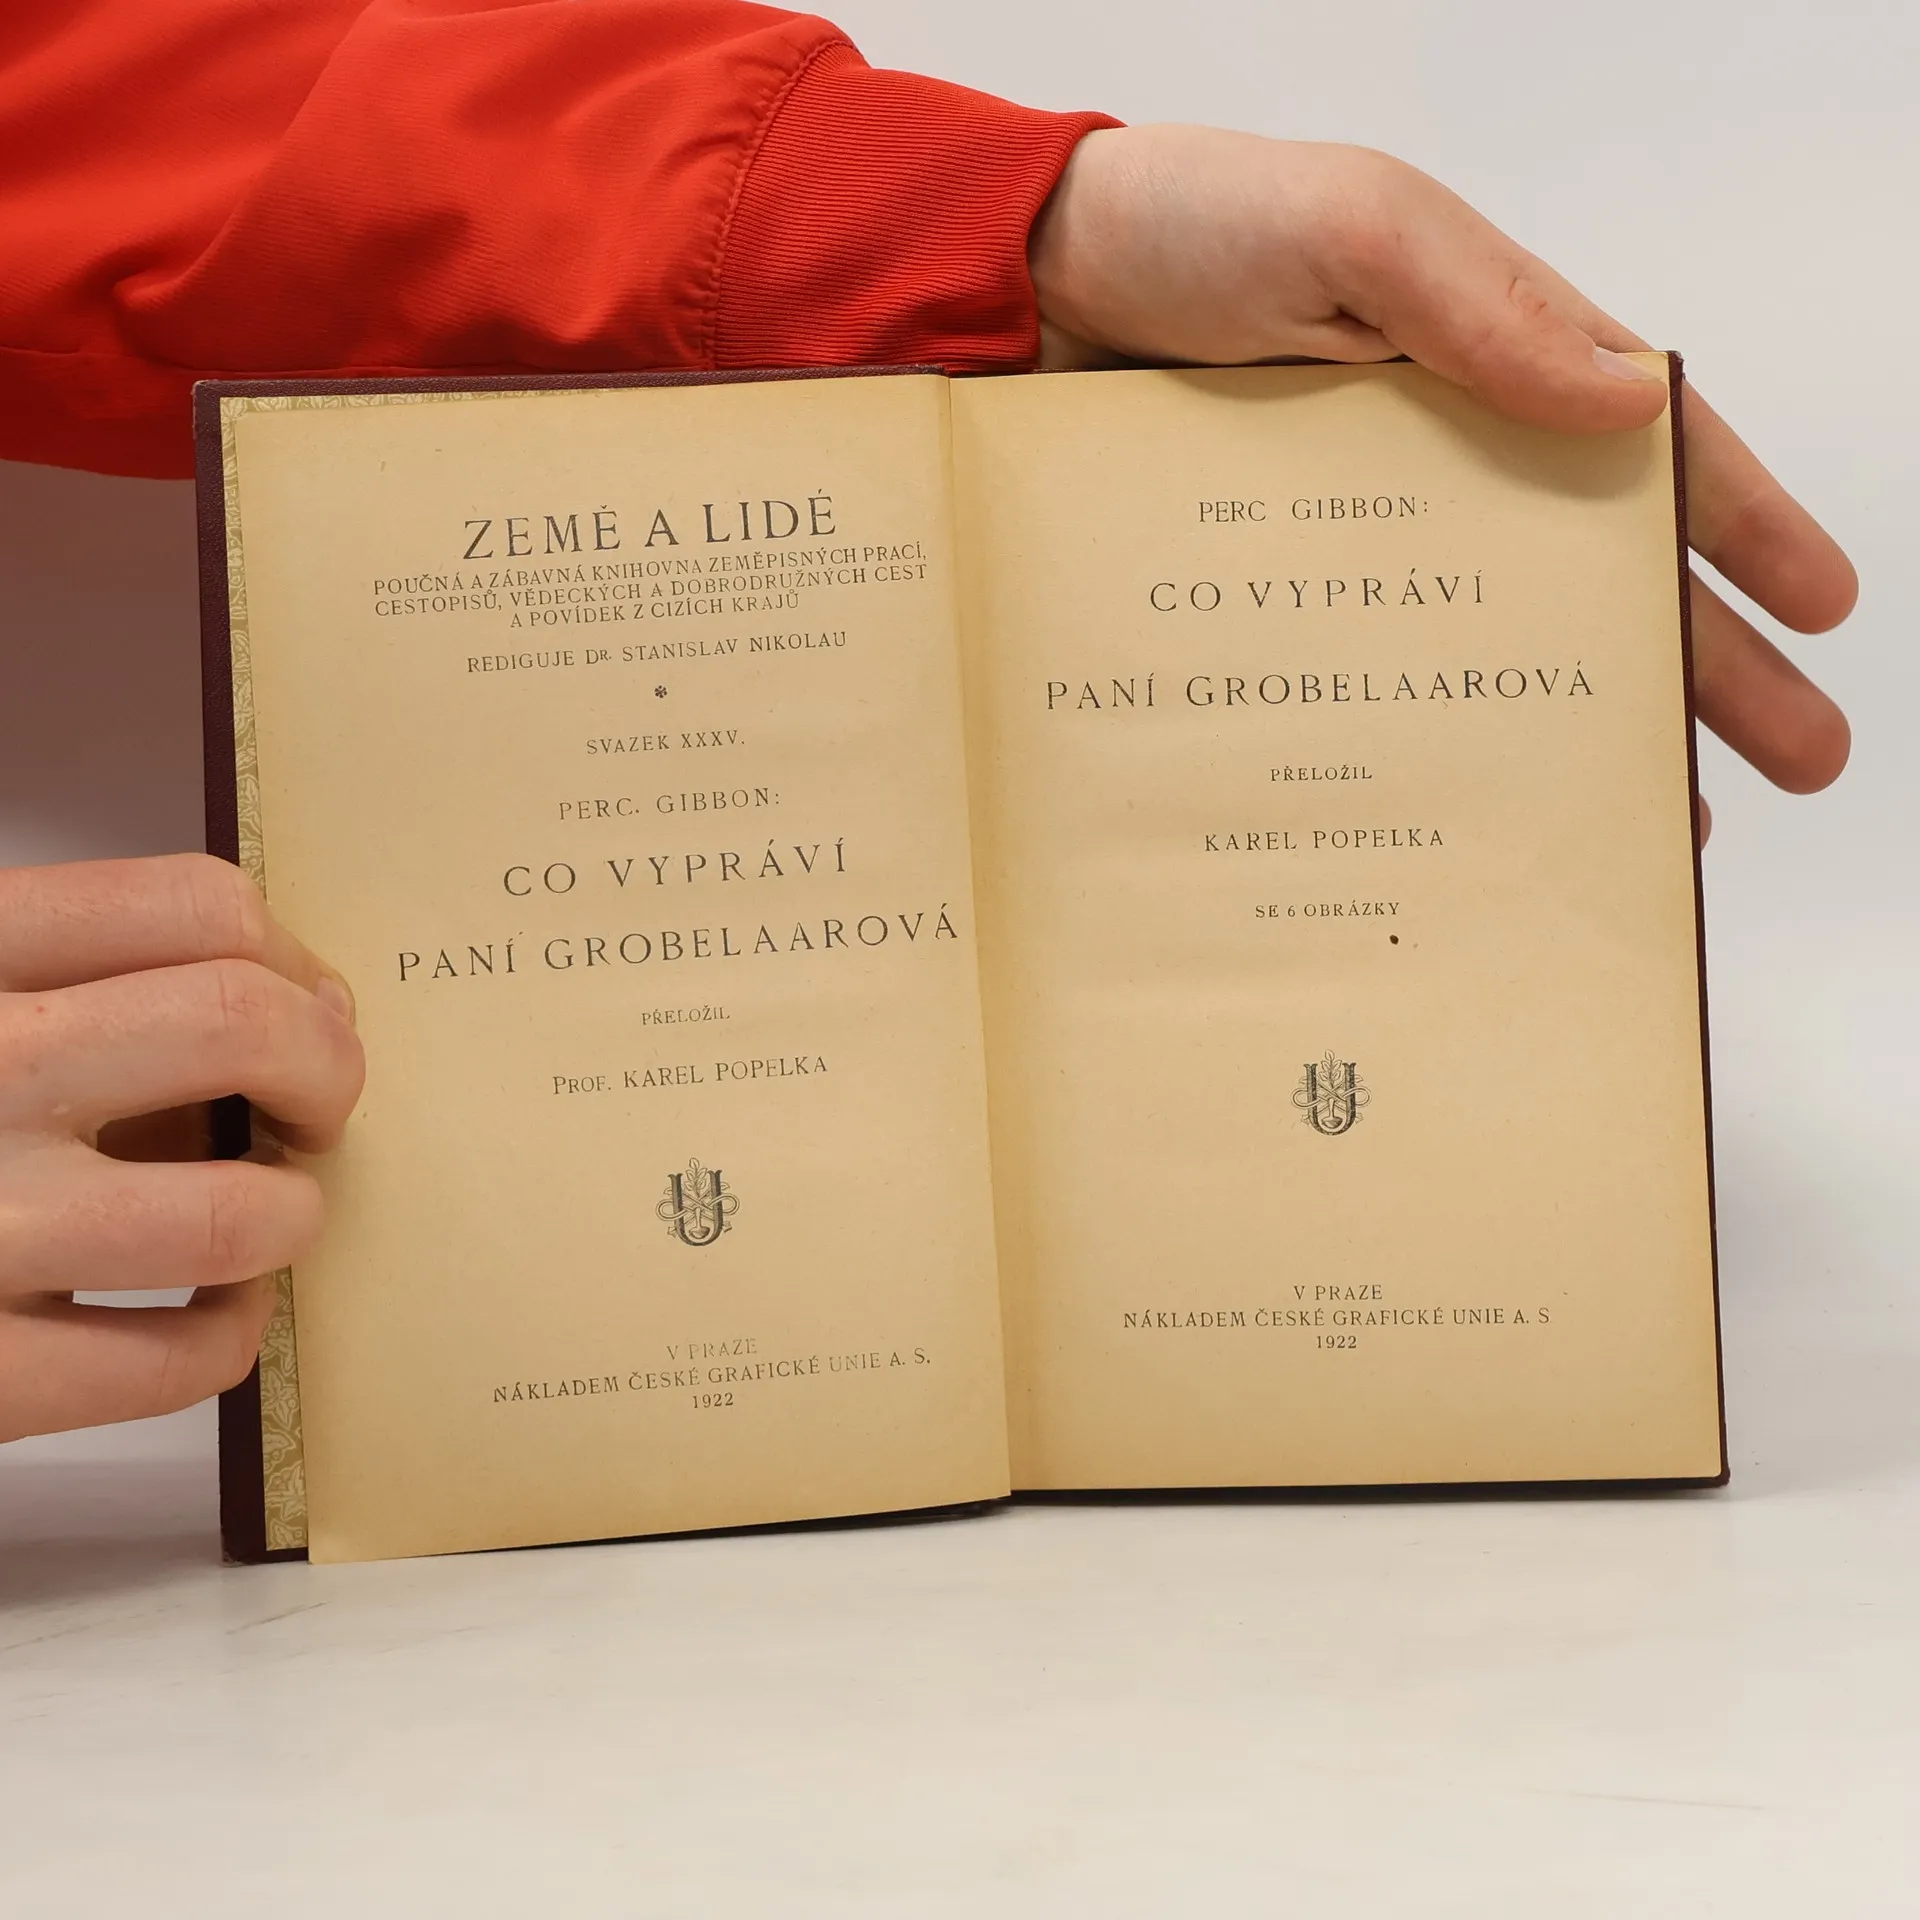 ZEMĚ A LIDÉ
POUČNÁ A ZÁBAVNÁ KNIHOVNA ZEMĚPISNÝCH PRACÍ,
CESTOPISŮ, VĚDECKÝCH A DOBRODRUŽNÝCH CEST
A POVÍDEK Z CIZÍCH KRAJŮ
REDIGUJE DR. STANISLAV NIKOLAU
*
SVAZEK XXXV.
PERC. GIBBON:
CO VYPRÁVÍ
PANÍ GROBELAAROVÁ
PŘELOŽIL
PROF. KAREL POPELKA
U
V PRAZE
NÁKLADEM ČESKÉ GRAFICKÉ UNIE A. S.
1922
PERC GIBBON:
CO VYPRÁVÍ
PANÍ GROBELAAROVÁ
PŘELOŽIL
KAREL POPELKA
SE 6 OBRÁZKY
U
V PRAZE
NÁKLADEM ČESKÉ GRAFICKÉ UNIE A. S
1922